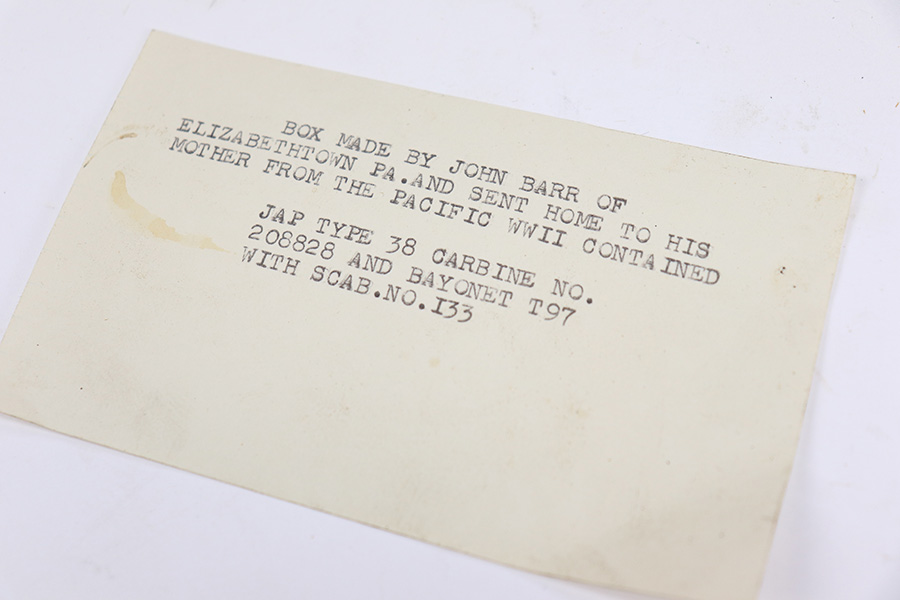 BOX MADE BY JOHN BARR OF
ELIZABETHTOWN PA.AND SENT HOME TO HIS
MOTHER FROM THE PACIFIC WWII CONTAINED
JAP TYPE 38 CARBINE NO.
208828 AND BAYONET T97
WITH SCAB.NO.I33